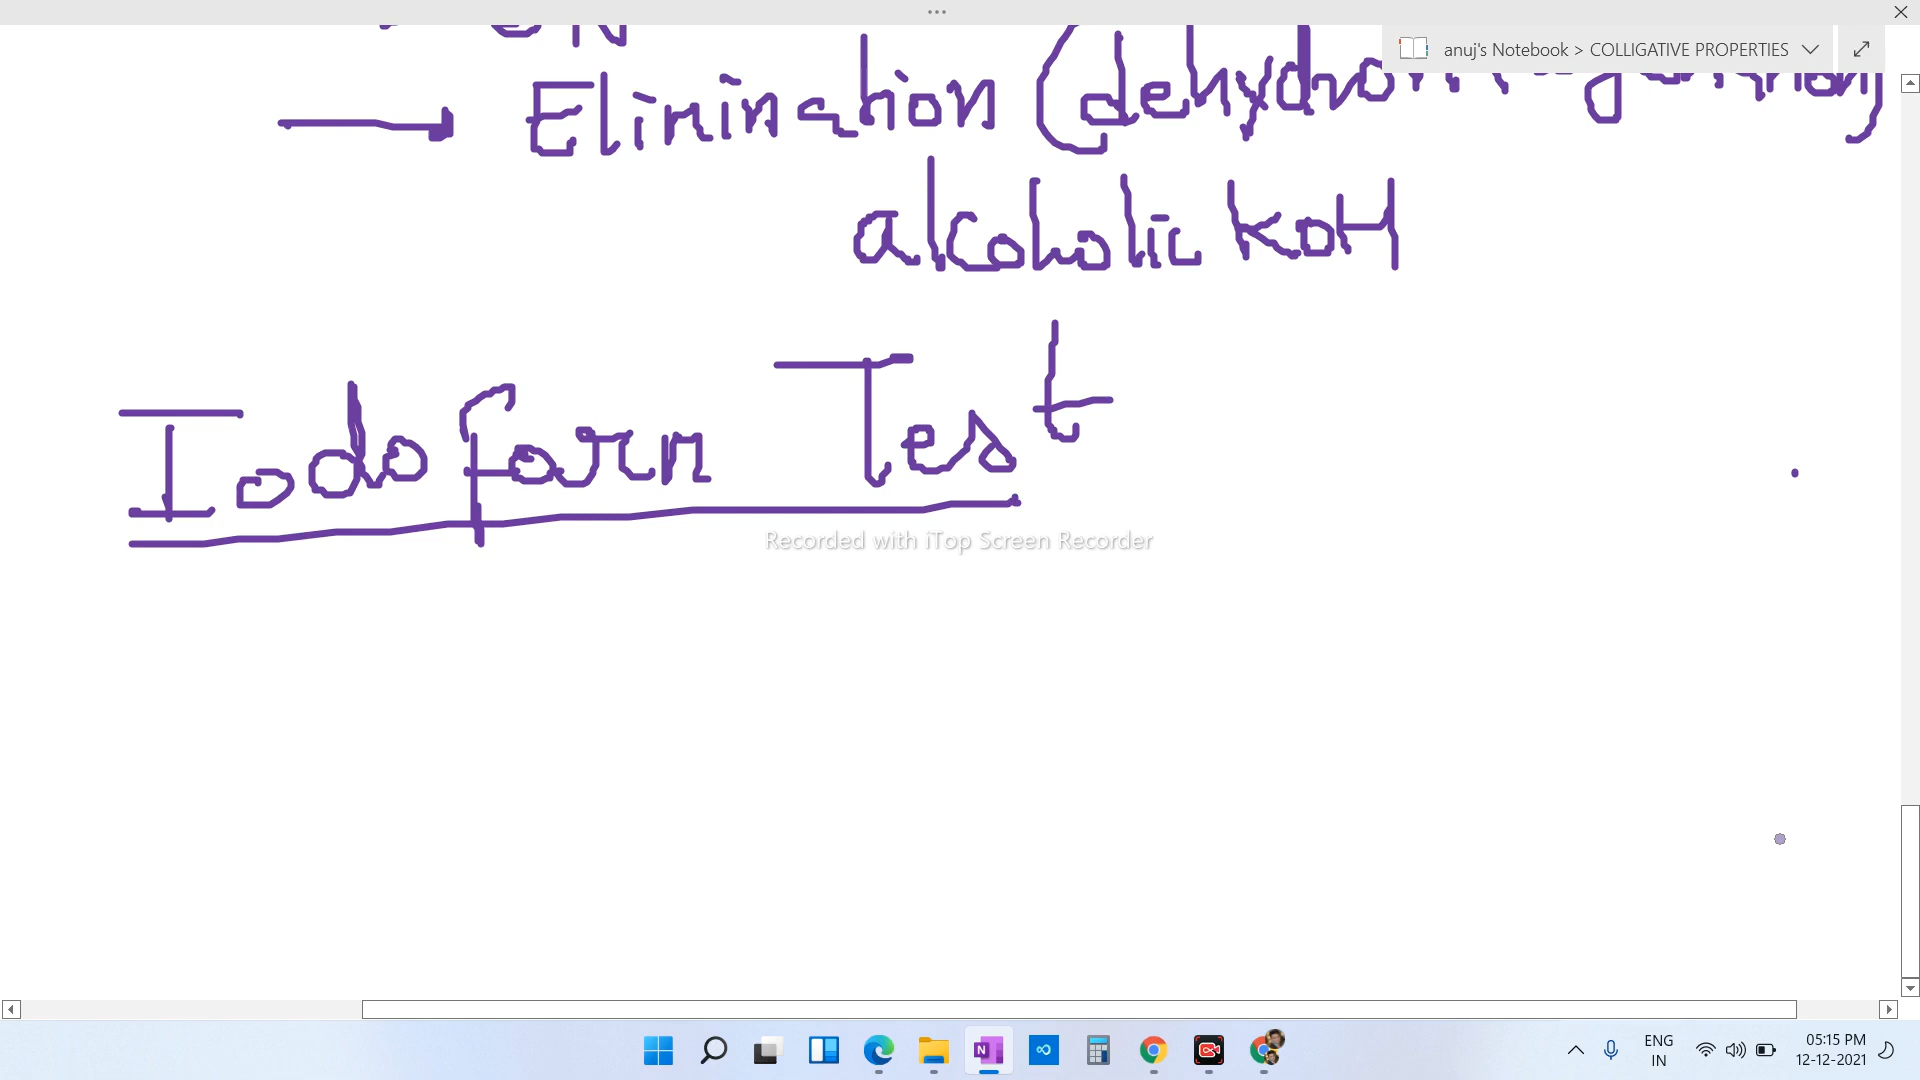 anuj's Notebook > COLLIGATIVE PROPERTIES
Elimination (dehydrohalogenation)
alcoholic KOH
Iodoform Test
Recorded with iTop Screen Recorder
ENG
IN
05:15 PM
12-12-2021